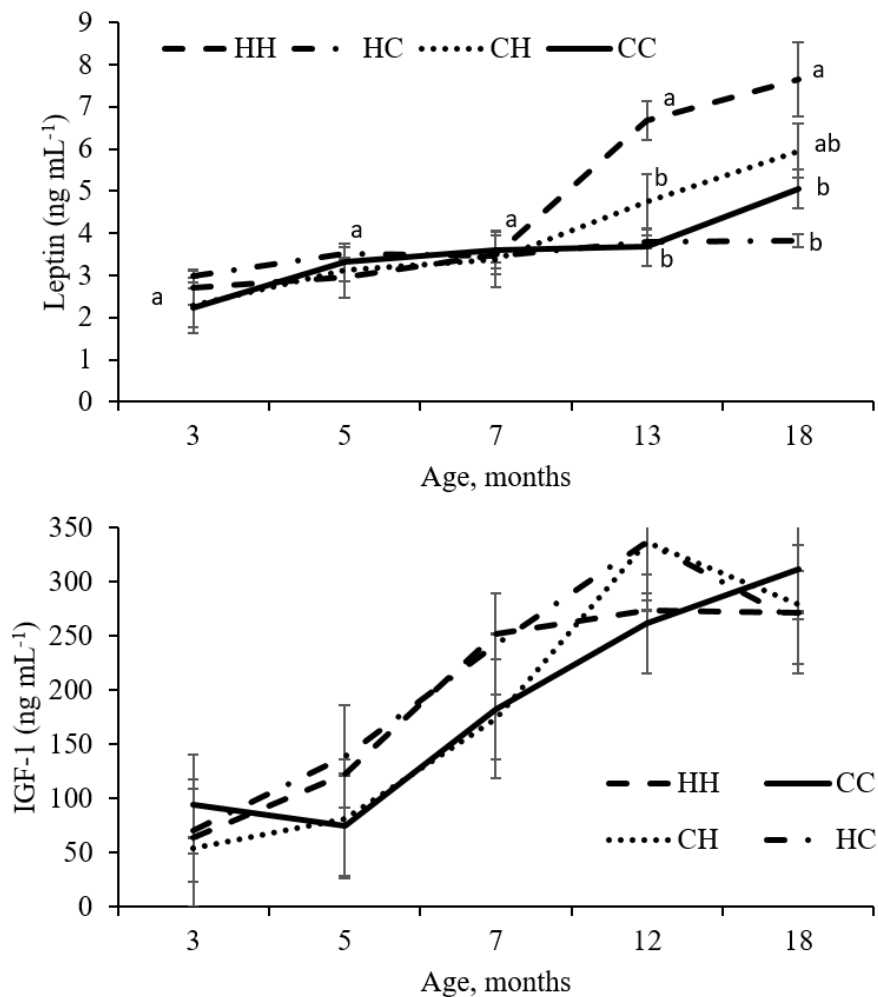 9
8
7
6
5
4
3
2
1
0
Leptin (ng mL-1)
HH HC CH CC
a
a
a
a
b
b
a
ab
b
b
3 5 7 13 18
Age, months
350
300
250
200
150
100
50
0
IGF-1 (ng mL-1)
HH CC
CH HC
3 5 7 12 18
Age, months